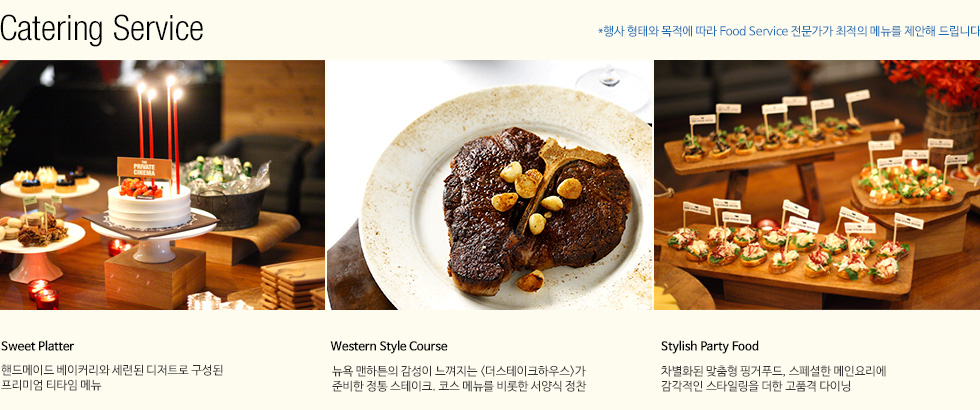 Catering Service
*행사 형태와 목적에 따라 Food Service 전문가가 최적의 메뉴를 제안해 드립니다
THE
PRIVATE
CINEMA
Sweet Platter
핸드메이드 베이커리와 세련된 디저트로 구성된
프리미엄 티타임 메뉴
Western Style Course
뉴욕 맨하튼의 감성이 느껴지는 <더스테이크하우스>가
준비한 정통 스테이크, 코스 메뉴를 비롯한 서양식 정찬
Stylish Party Food
차별화된 맞춤형 핑거푸드, 스페셜한 메인요리에
감각적인 스타일링을 더한 고품격 다이닝